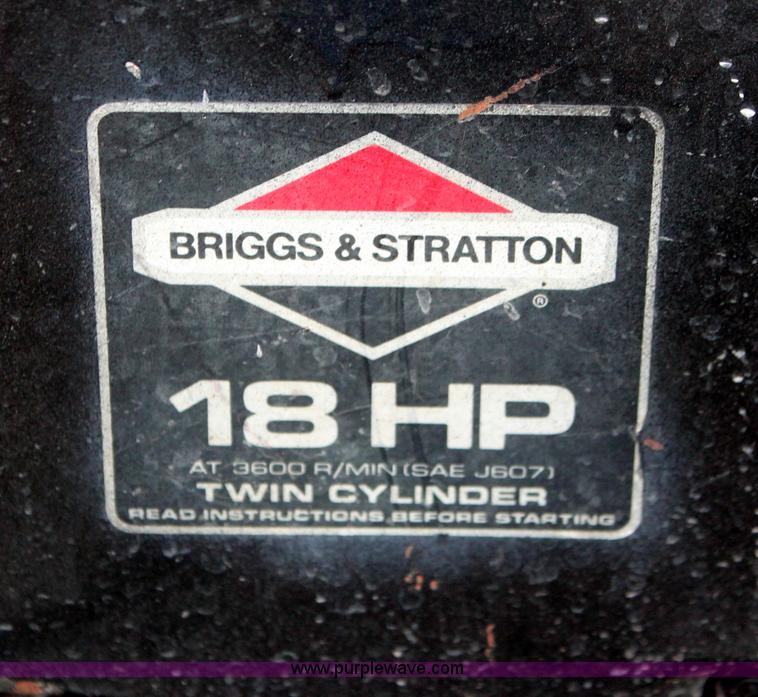 BRIGGS & STRATTON
®
18 HP
AT 3600 R/MIN (SAE J607)
TWIN CYLINDER
READ INSTRUCTIONS BEFORE STARTING
www.purplewave.com